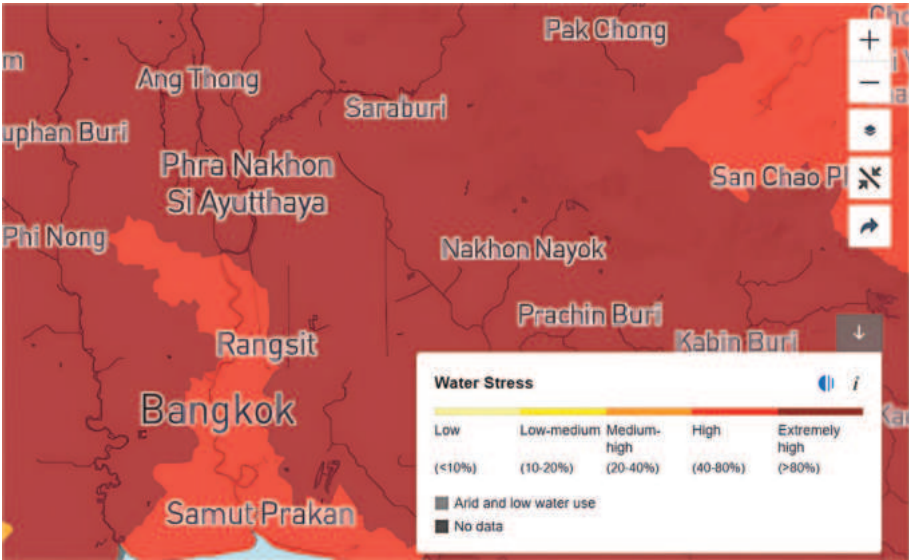 Pak Chong
Ang Thong
Saraburi
uphan Buri
Phra Nakhon
Si Ayutthaya
San Chao P
Phi Nong
Nakhon Nayok
Prachin Buri
Rangsit
Kabin Buri
Bangkok
Samut Prakan
Water Stress
i
Low
(<10%)
Low-medium
(10-20%)
Medium-
high
(20-40%)
High
(40-80%)
Extremely
high
(>80%)
Arid and low water use
No data